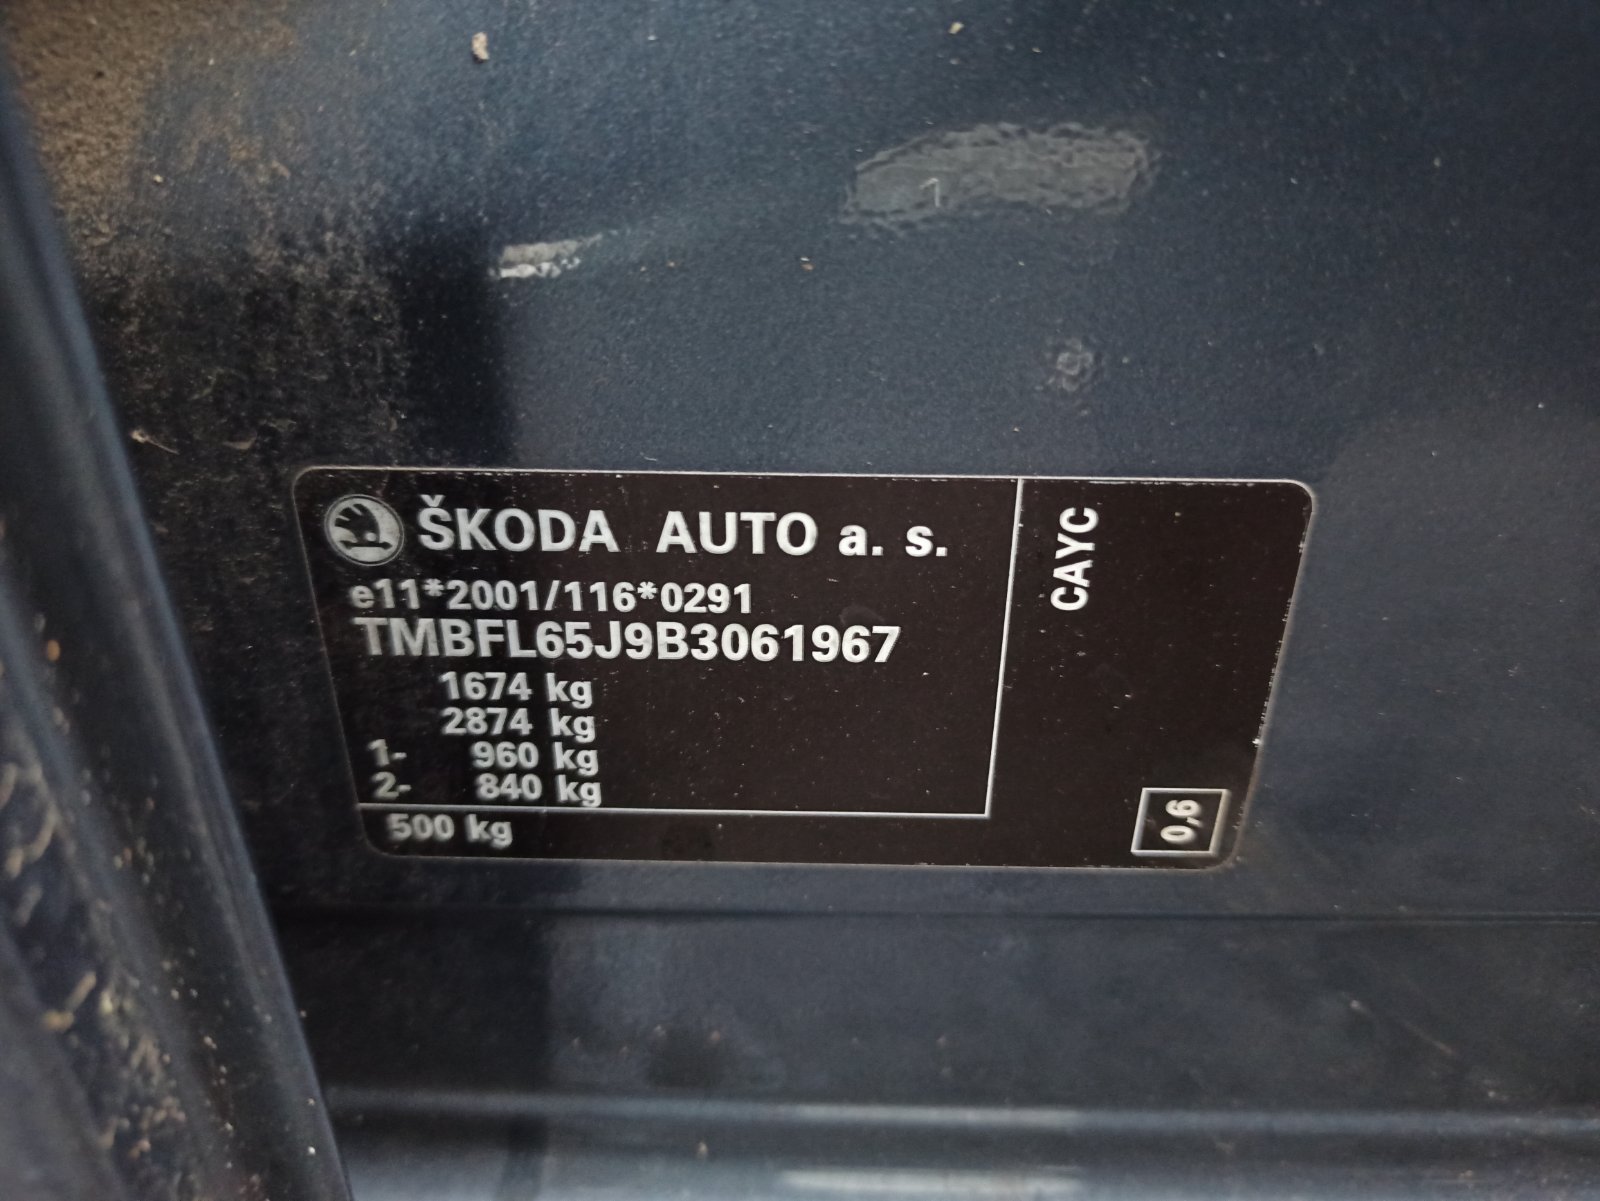 ŠKODA AUTO a. s.
e11*2001/116*0291
TMBFL65J9B3061967
1674 kg
2874 kg
1- 960 kg
2- 840 kg
500 kg
CAYC
0,6